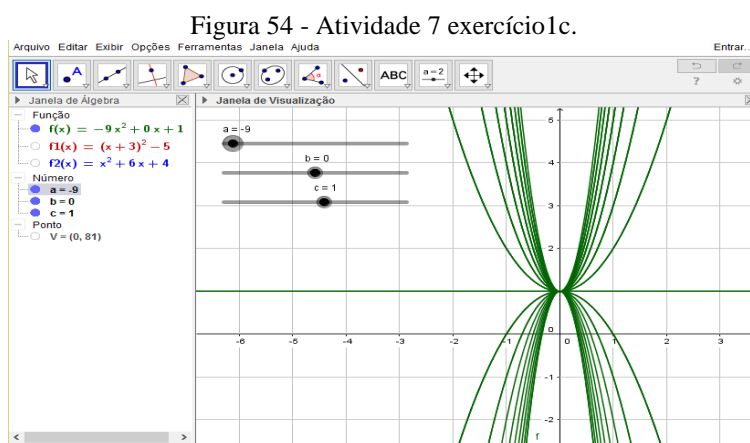 Figura 54 - Atividade 7 exercício1c.
Arquivo Editar Exibir Opções Ferramentas Janela Ajuda Entrar...
A α ABC a=2 ?
Janela de Álgebra Janela de Visualização
Função
f(x) = −9 x² + 0 x + 1
f1(x) = (x + 3)² − 5
f2(x) = x² + 6 x + 4
Número
a = -9
b = 0
c = 1
Ponto
V = (0, 81)
a = -9
b = 0
c = 1
5
4
3
2
0
-6 -5 -4 -3 -2 -1 0 1 2 3
-1
-2
f